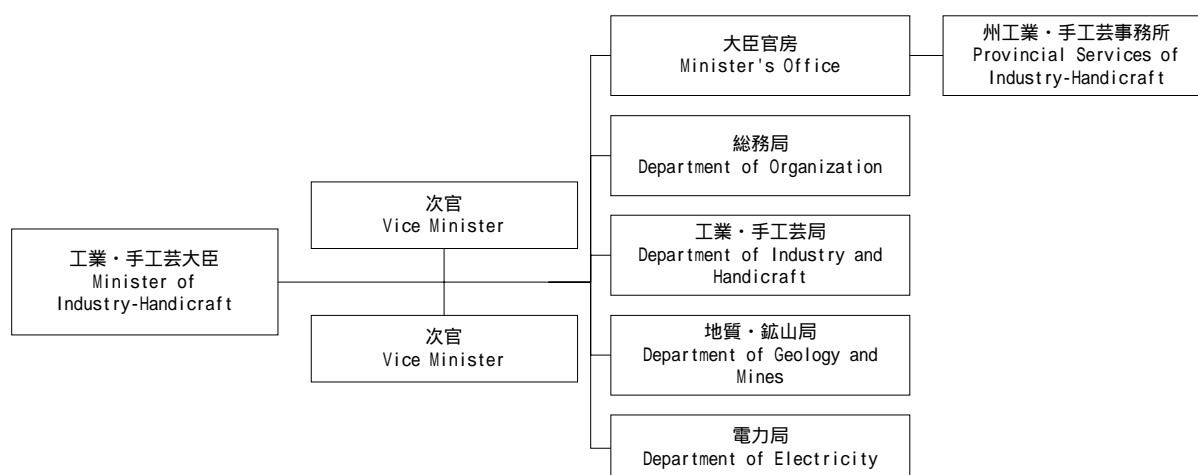 工業・手工芸大臣
Minister of
Industry-Handicraft
次官
Vice Minister
次官
Vice Minister
大臣官房
Minister's Office
州工業・手工芸事務所
Provincial Services of
Industry-Handicraft
総務局
Department of Organization
工業・手工芸局
Department of Industry and
Handicraft
地質・鉱山局
Department of Geology and
Mines
電力局
Department of Electricity